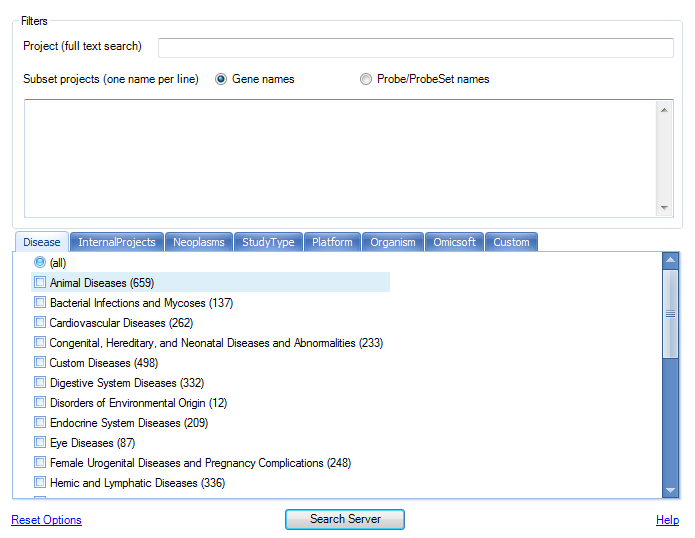 Filters
Project (full text search)
Subset projects (one name per line) Gene names Probe/ProbeSet names
Disease InternalProjects Neoplasms StudyType Platform Organism Omicsoft Custom
(all)
Animal Diseases (659)
Bacterial Infections and Mycoses (137)
Cardiovascular Diseases (262)
Congenital, Hereditary, and Neonatal Diseases and Abnormalities (233)
Custom Diseases (498)
Digestive System Diseases (332)
Disorders of Environmental Origin (12)
Endocrine System Diseases (209)
Eye Diseases (87)
Female Urogenital Diseases and Pregnancy Complications (248)
Hemic and Lymphatic Diseases (336)
Reset Options Search Server Help